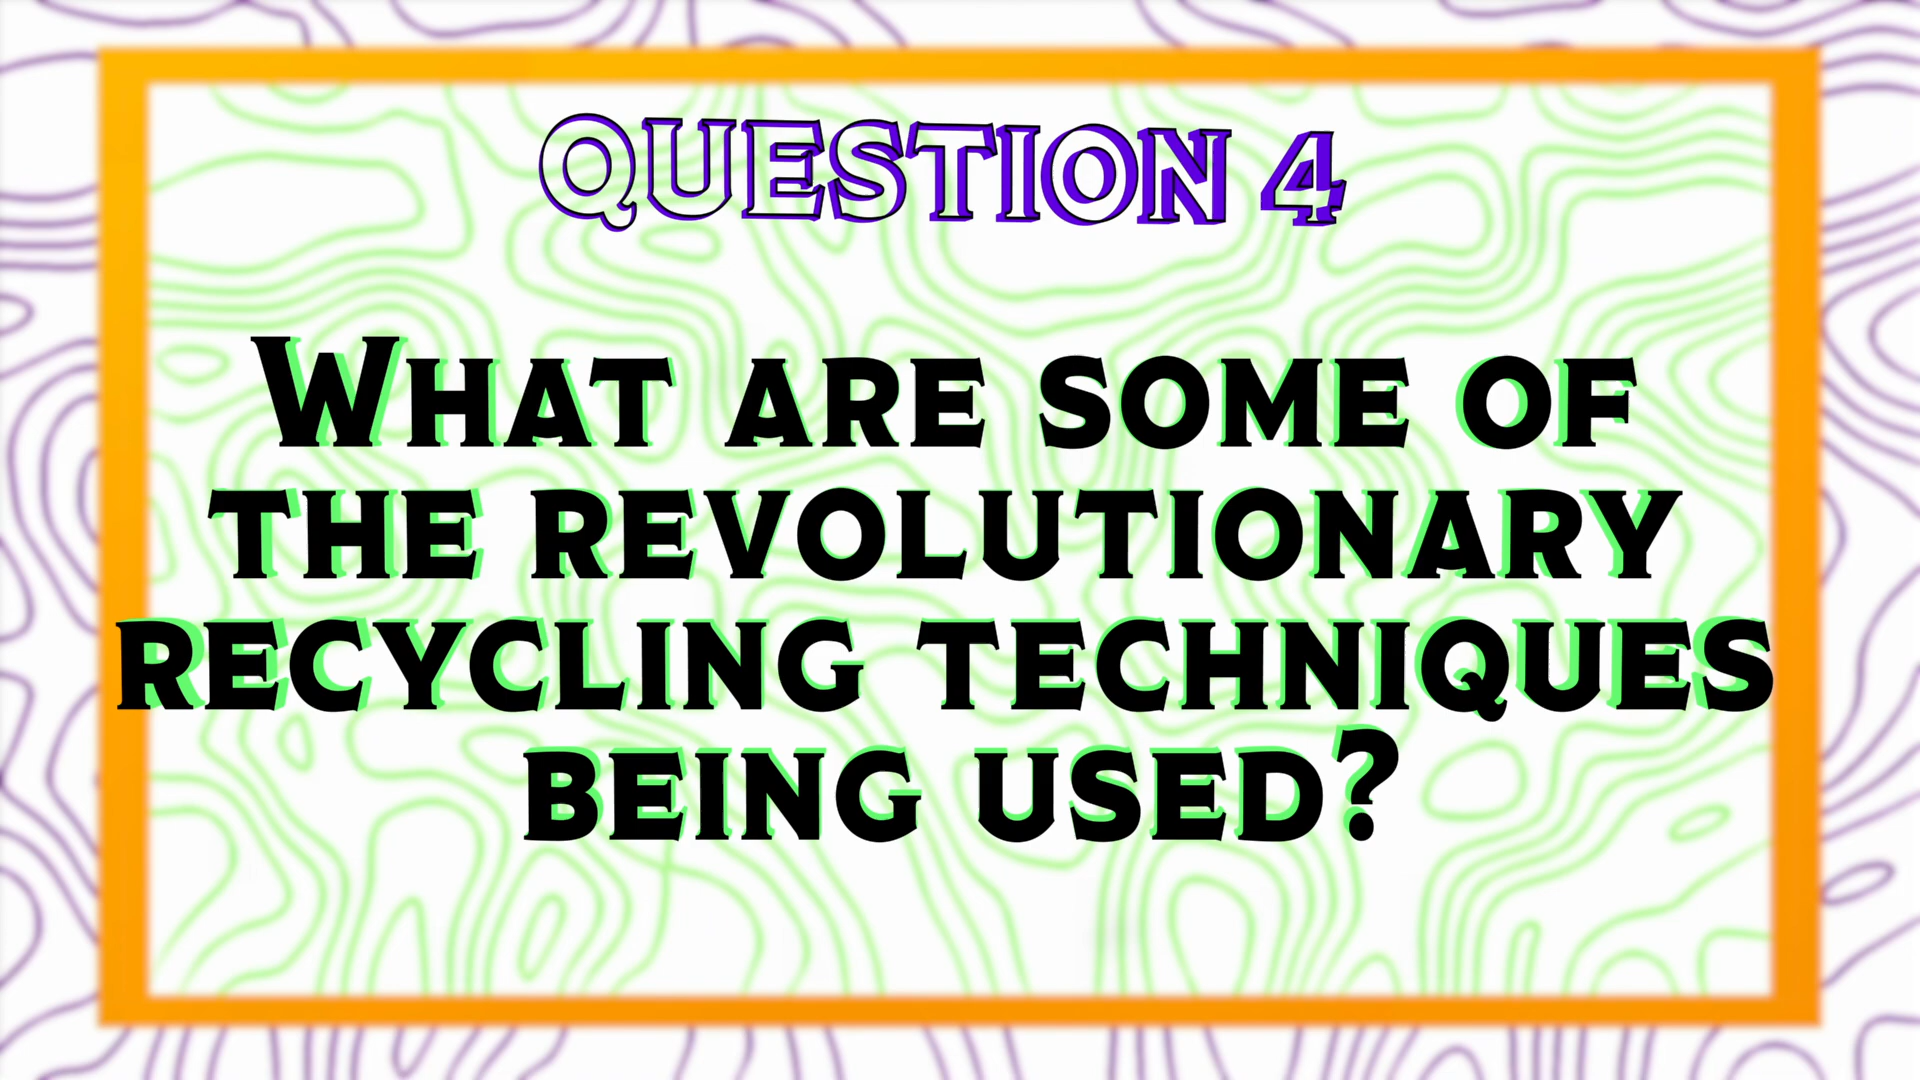 QUESTION 4
WHAT ARE SOME OF
THE REVOLUTIONARY
RECYCLING TECHNIQUES
BEING USED?